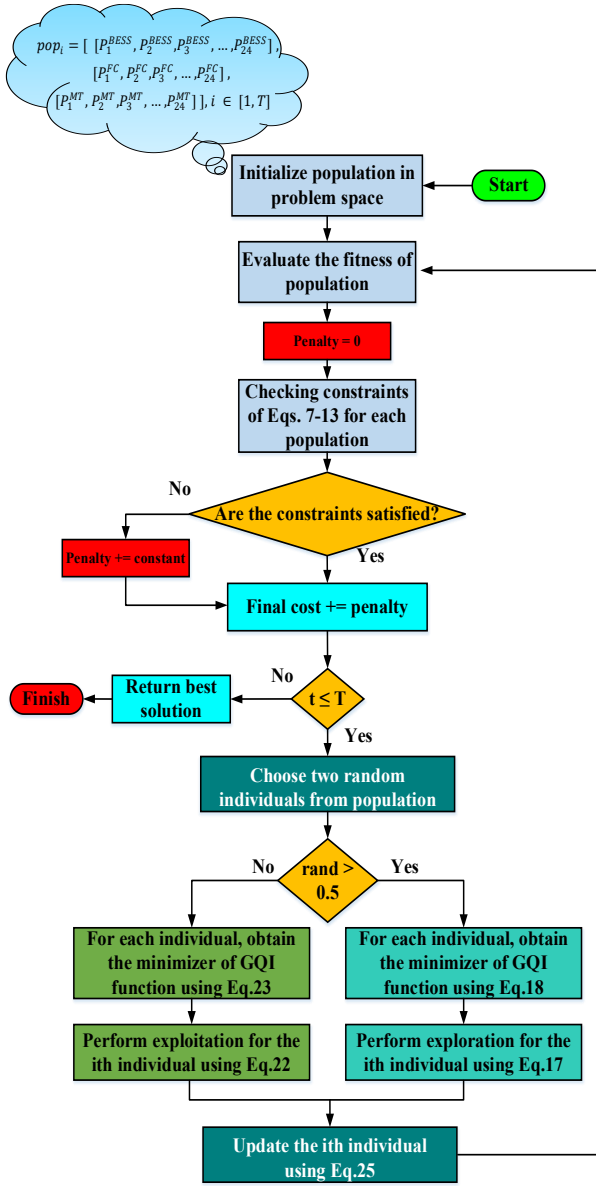 pop_i = [ [P_1^{BESS}, P_2^{BESS}, P_3^{BESS}, …, P_{24}^{BESS}] ,
[P_1^{FC}, P_2^{FC}, P_3^{FC}, …, P_{24}^{FC}] ,
[P_1^{MT}, P_2^{MT}, P_3^{MT}, …, P_{24}^{MT}] ], i ∈ [1, T]
Initialize population in
problem space
Start
Evaluate the fitness of
population
Penalty = 0
Checking constraints
of Eqs. 7-13 for each
population
No
Are the constraints satisfied?
Penalty += constant
Yes
Final cost += penalty
No
Finish
Return best
solution
t ≤ T
Yes
Choose two random
individuals from population
No
rand >
0.5
Yes
For each individual, obtain
the minimizer of GQI
function using Eq.23
For each individual, obtain
the minimizer of GQI
function using Eq.18
Perform exploitation for the
ith individual using Eq.22
Perform exploration for the
ith individual using Eq.17
Update the ith individual
using Eq.25